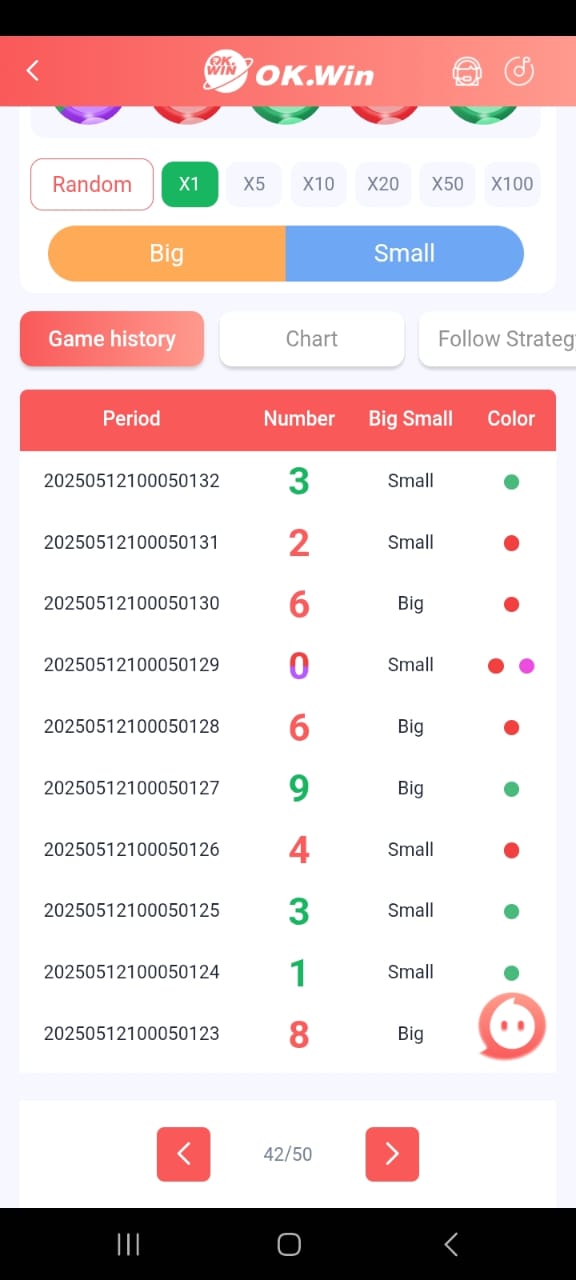 OK. WIN OK.Win
Random X1 X5 X10 X20 X50 X100
Big Small
Game history Chart Follow Strateg
Period Number Big Small Color
20250512100050132 3 Small
20250512100050131 2 Small
20250512100050130 6 Big
20250512100050129 0 Small
20250512100050128 6 Big
20250512100050127 9 Big
20250512100050126 4 Small
20250512100050125 3 Small
20250512100050124 1 Small
20250512100050123 8 Big
42/50